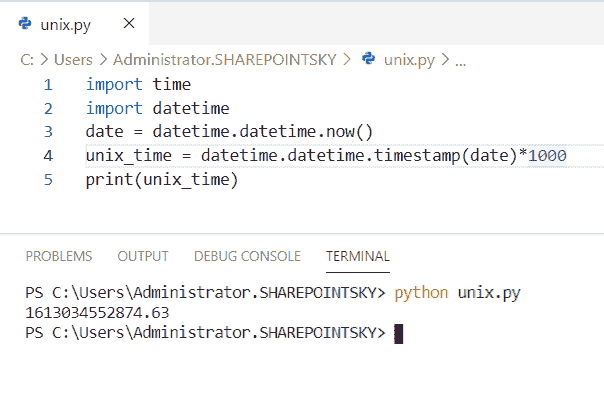 unix.py ×
C: > Users > Administrator.SHAREPOINTSKY > unix.py > ...
1 import time
2 import datetime
3 date = datetime.datetime.now()
4 unix_time = datetime.datetime.timestamp(date)*1000
5 print(unix_time)
PROBLEMS OUTPUT DEBUG CONSOLE TERMINAL
PS C:\Users\Administrator.SHAREPOINTSKY> python unix.py
1613034552874.63
PS C:\Users\Administrator.SHAREPOINTSKY>